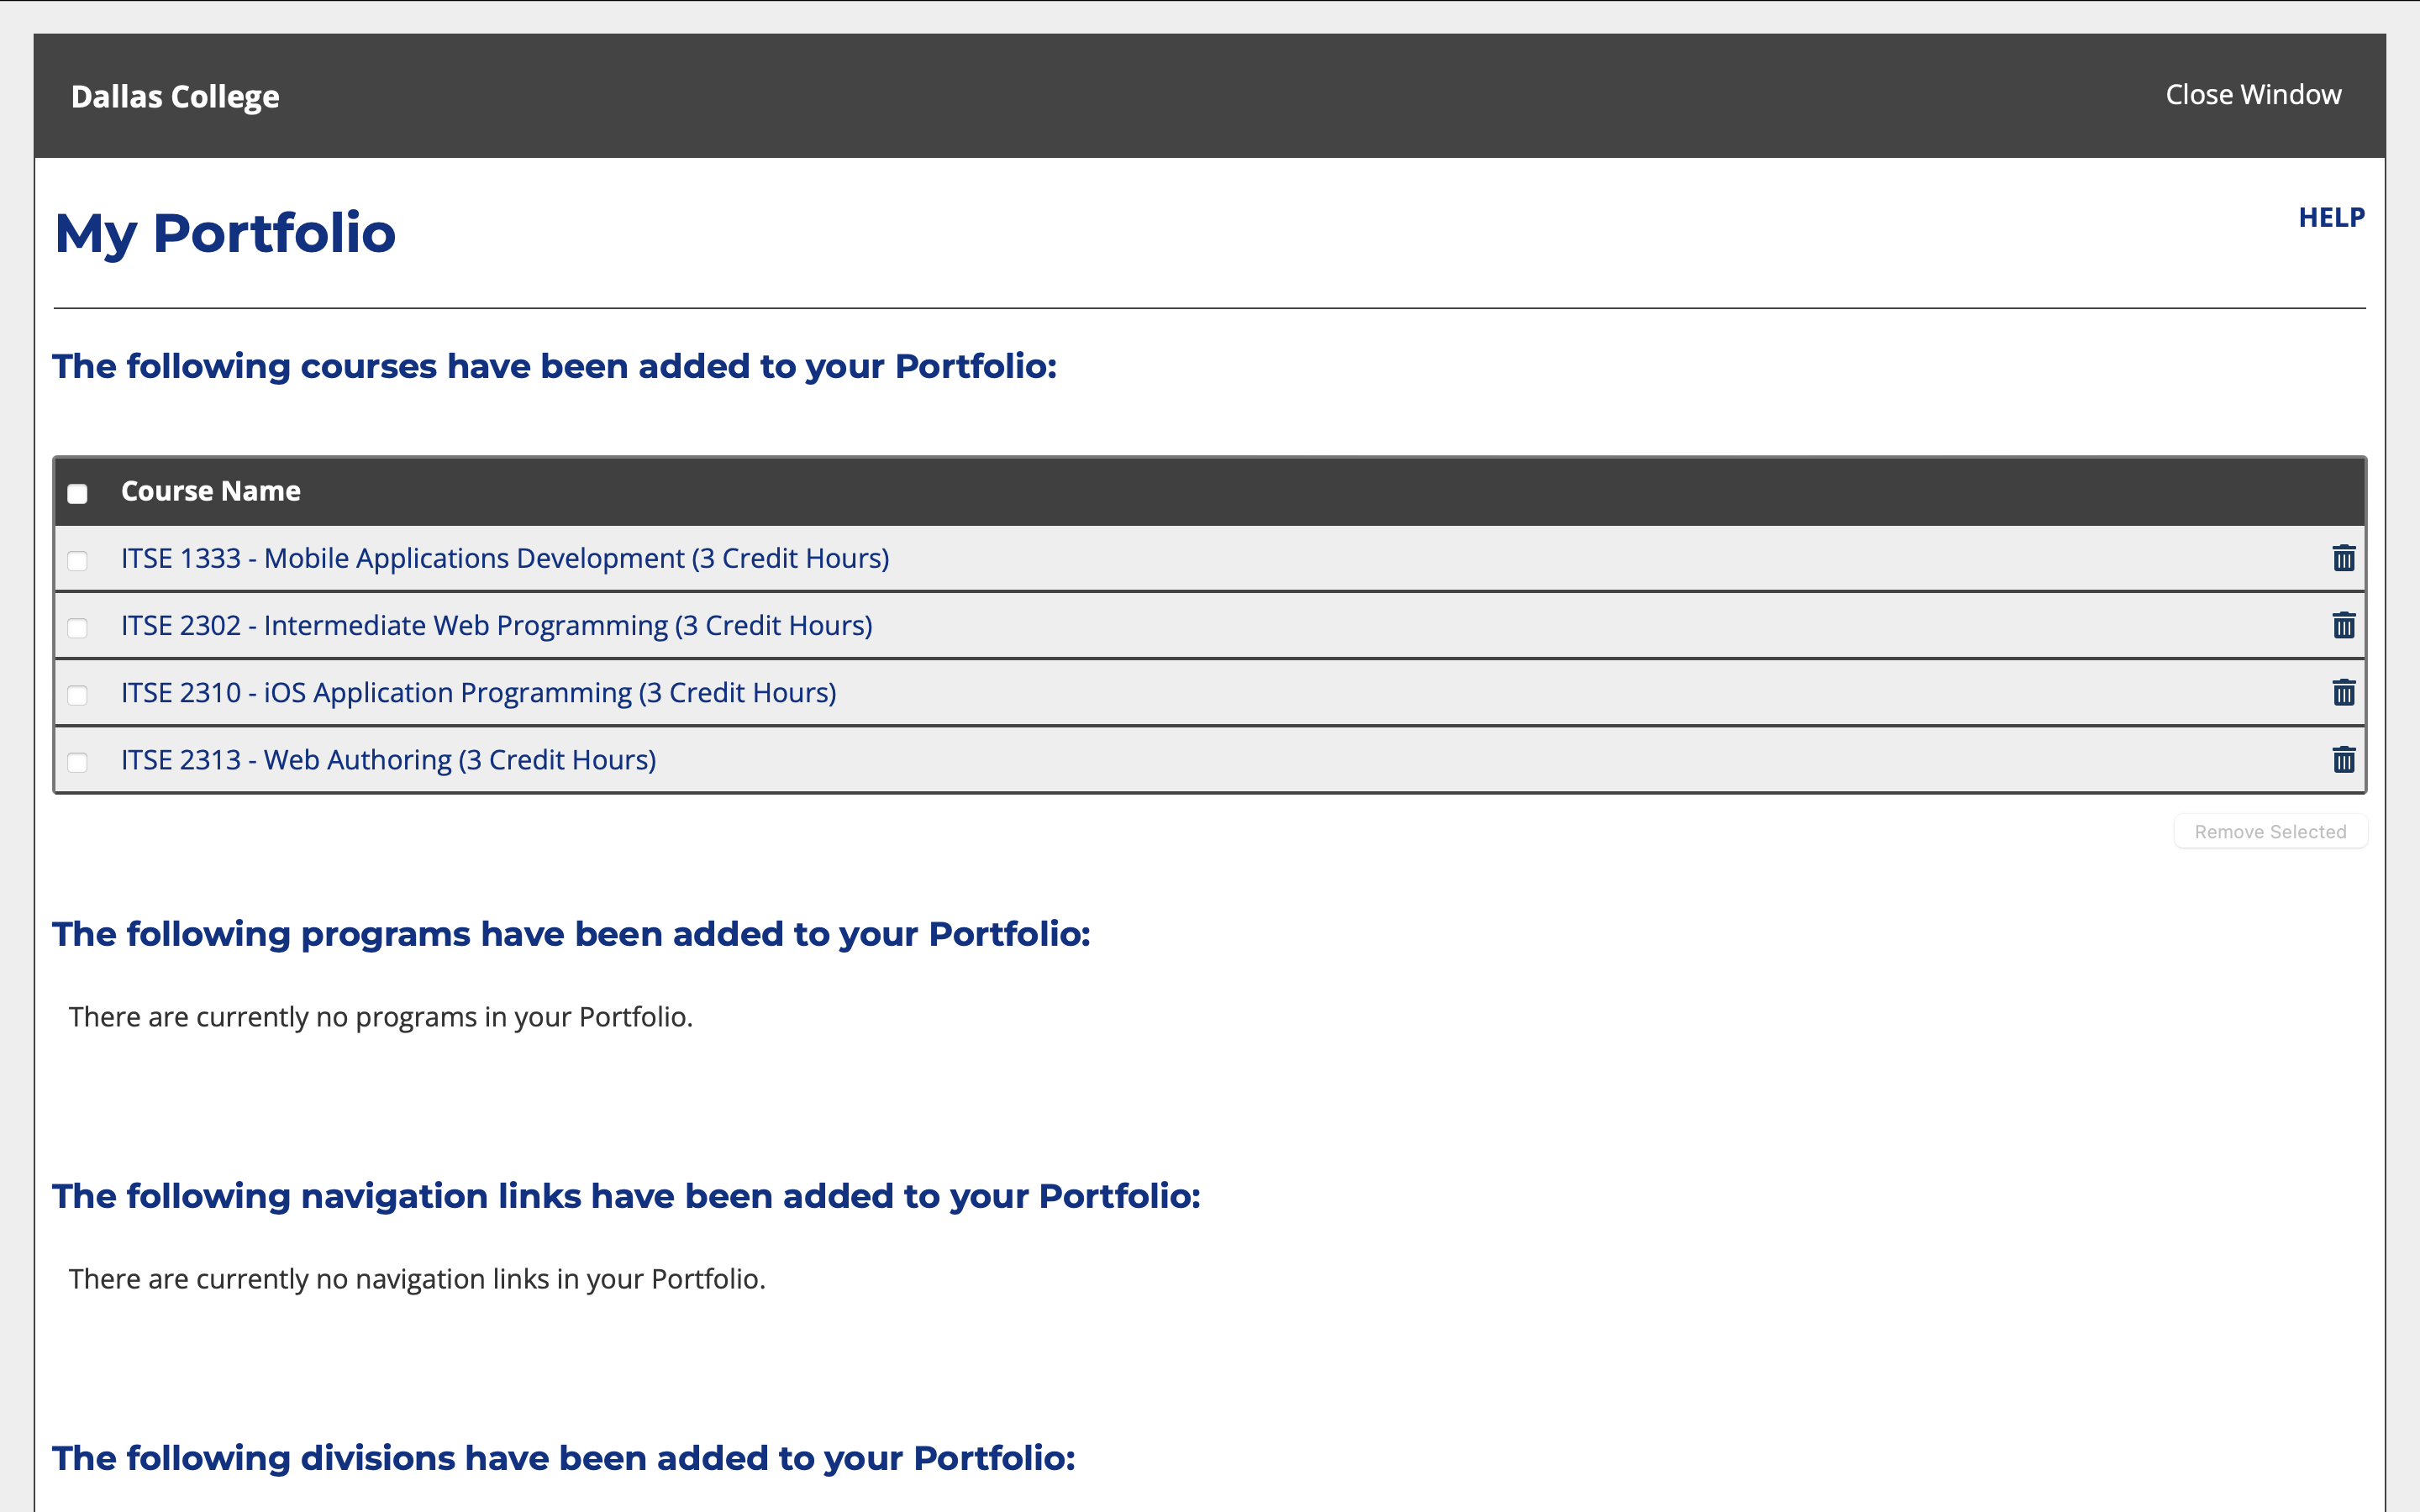 Dallas College
Close Window
My Portfolio
HELP
The following courses have been added to your Portfolio:
Course Name
ITSE 1333 - Mobile Applications Development (3 Credit Hours)
ITSE 2302 - Intermediate Web Programming (3 Credit Hours)
ITSE 2310 - iOS Application Programming (3 Credit Hours)
ITSE 2313 - Web Authoring (3 Credit Hours)
Remove Selected
The following programs have been added to your Portfolio:
There are currently no programs in your Portfolio.
The following navigation links have been added to your Portfolio:
There are currently no navigation links in your Portfolio.
The following divisions have been added to your Portfolio: